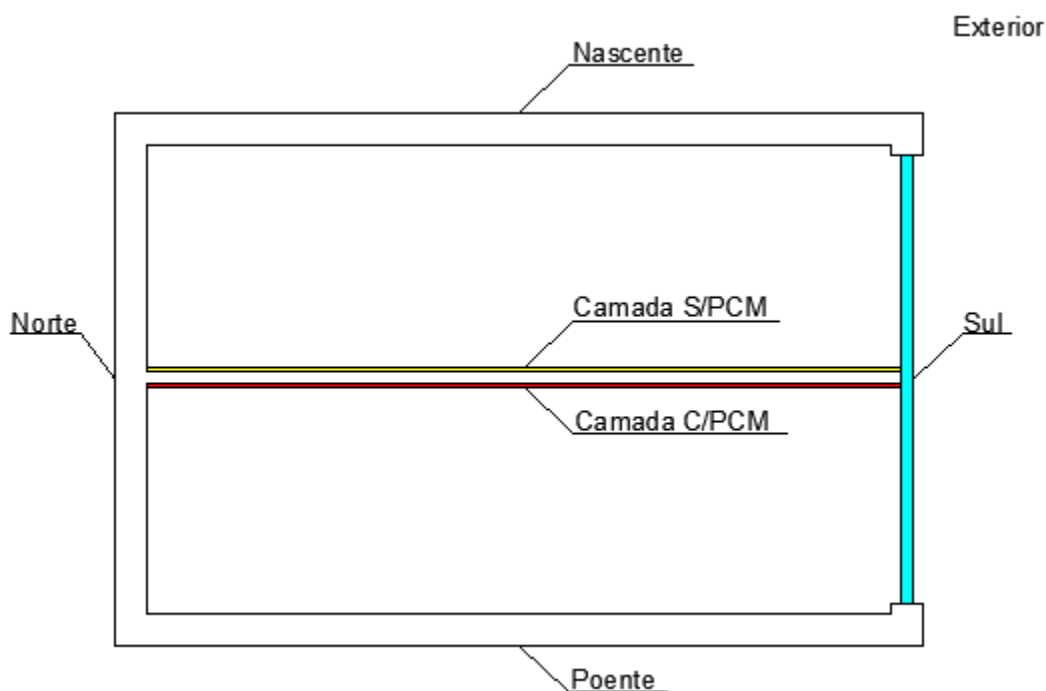 Exterior
Nascente
Camada S/PCM
Norte
Sul
Camada C/PCM
Poente